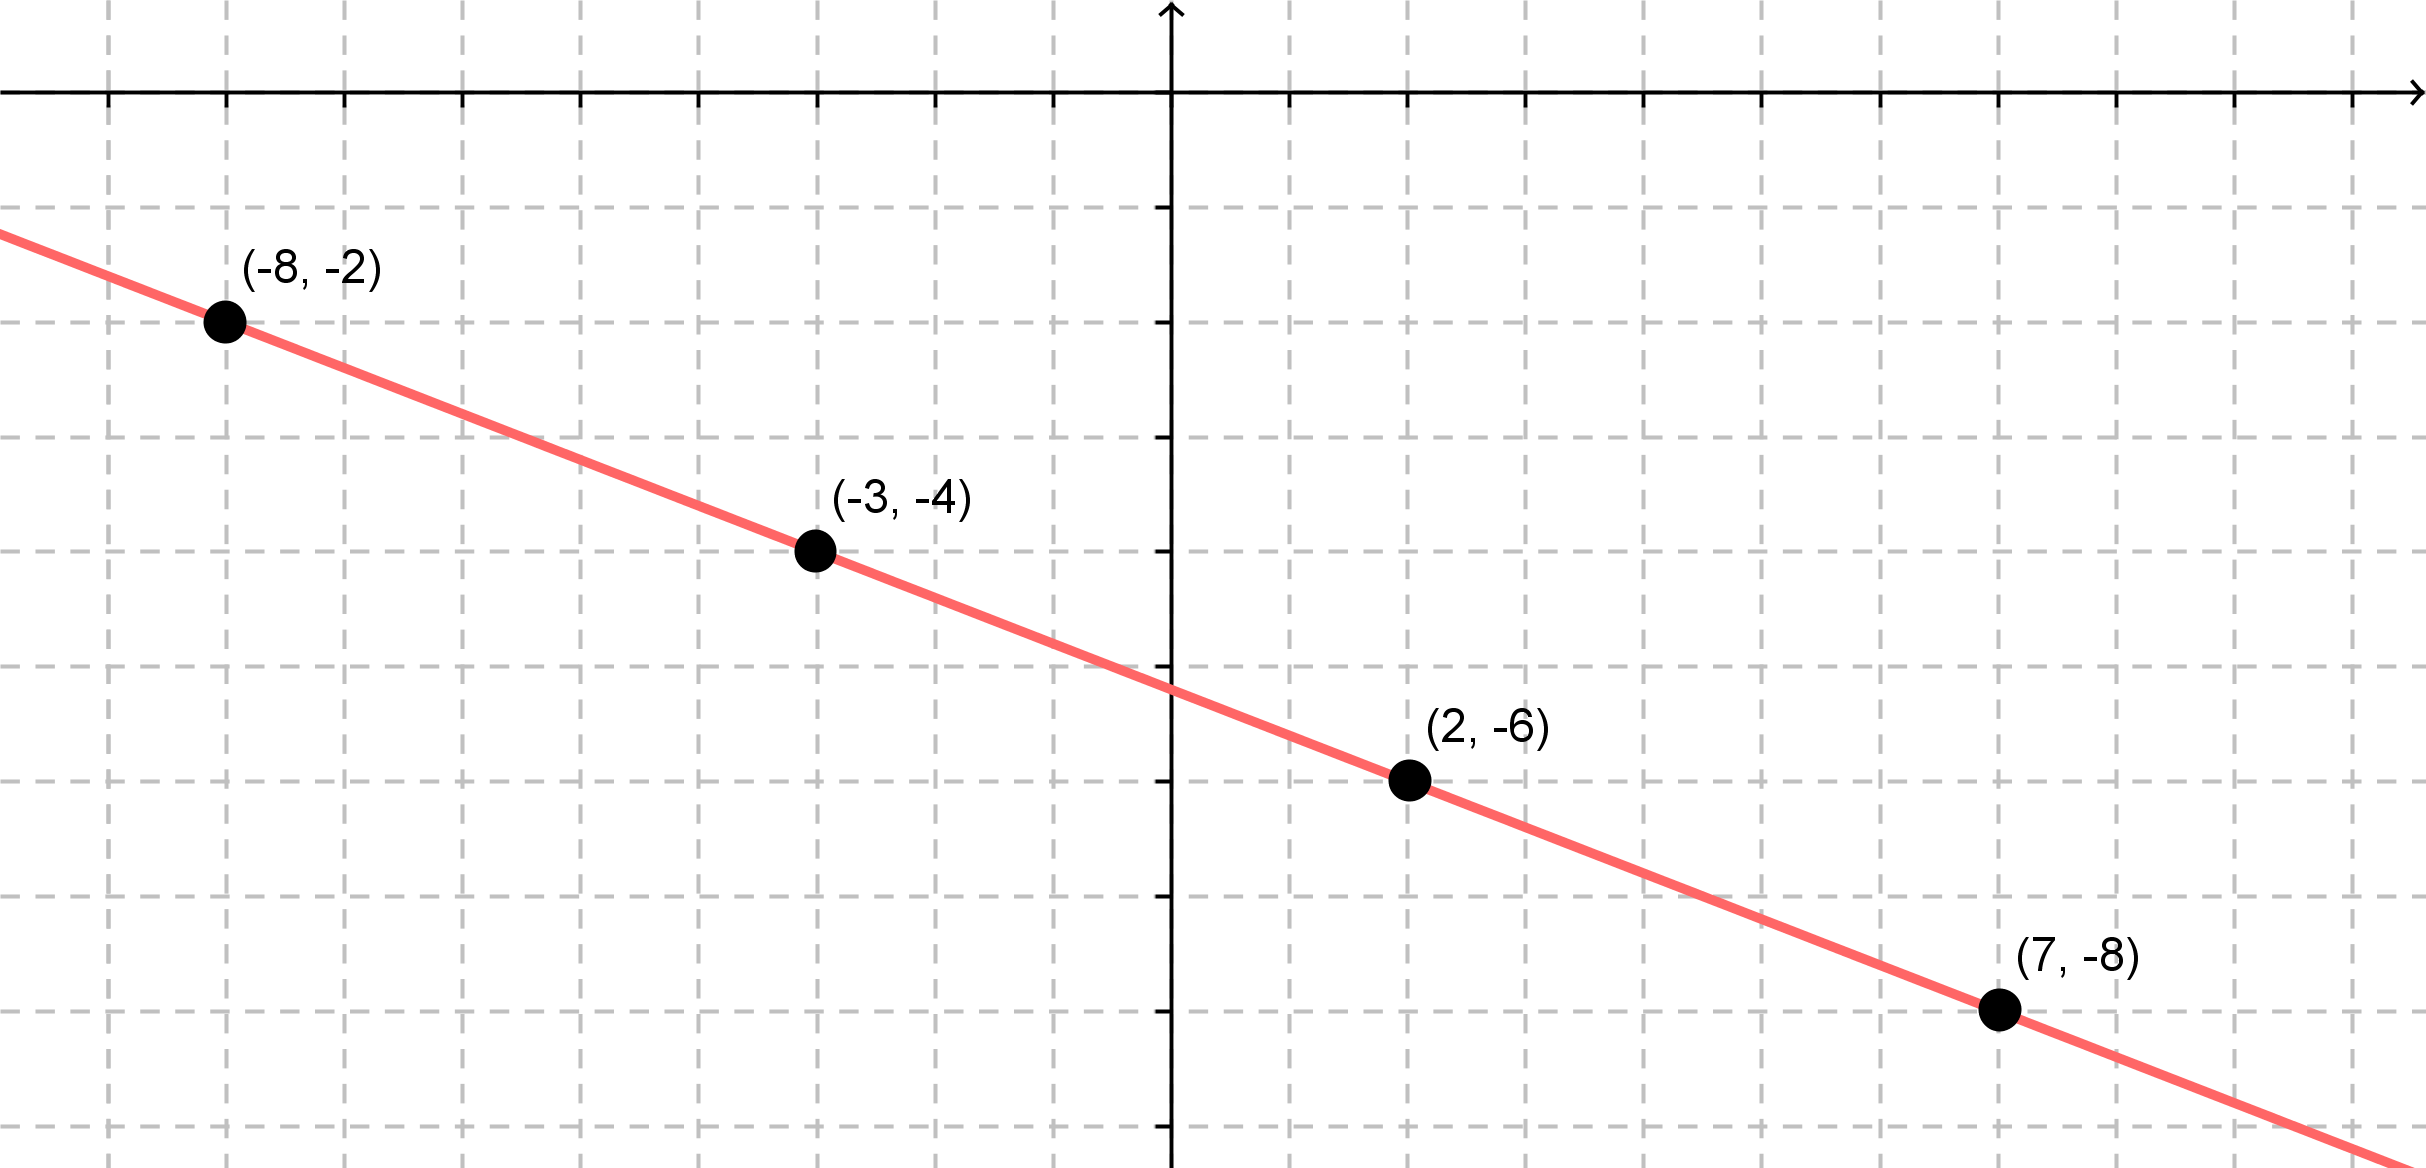 (-8, -2)
(-3, -4)
(2, -6)
(7, -8)